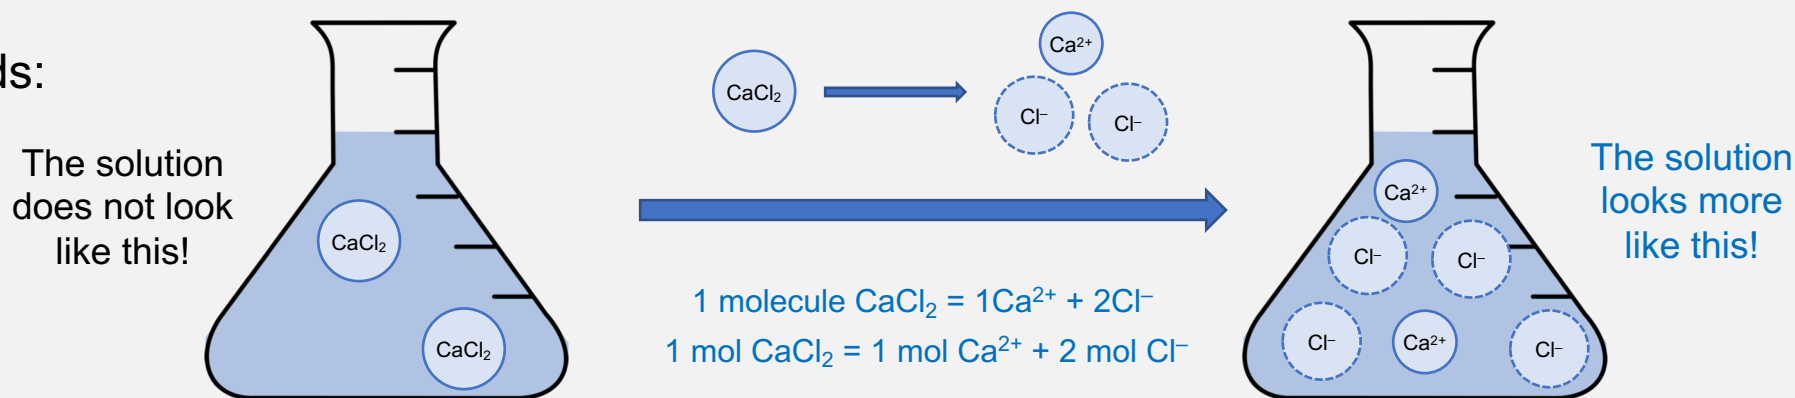 ds:
The solution
does not look
like this!
CaCl₂
CaCl₂
CaCl₂
Ca²⁺
Cl⁻
Cl⁻
1 molecule CaCl₂ = 1Ca²⁺ + 2Cl⁻
1 mol CaCl₂ = 1 mol Ca²⁺ + 2 mol Cl⁻
Ca²⁺
Cl⁻
Cl⁻
Cl⁻
Ca²⁺
Cl⁻
The solution
looks more
like this!